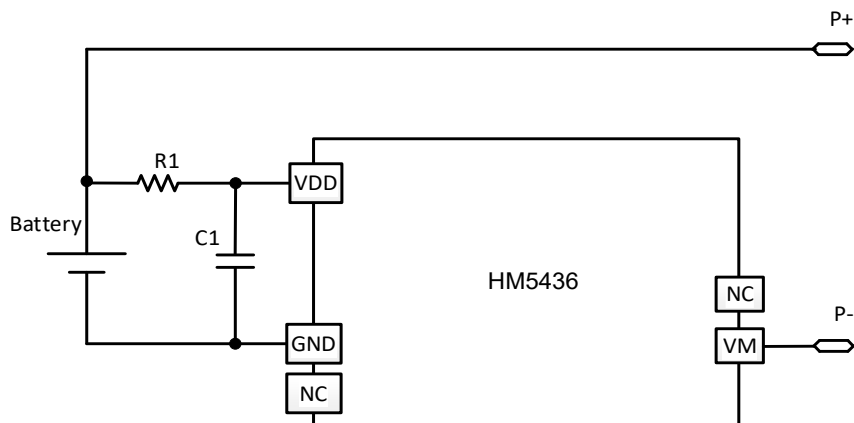 P+
R1
VDD
Battery
C1
HM5436
NC
P-
GND
VM
NC